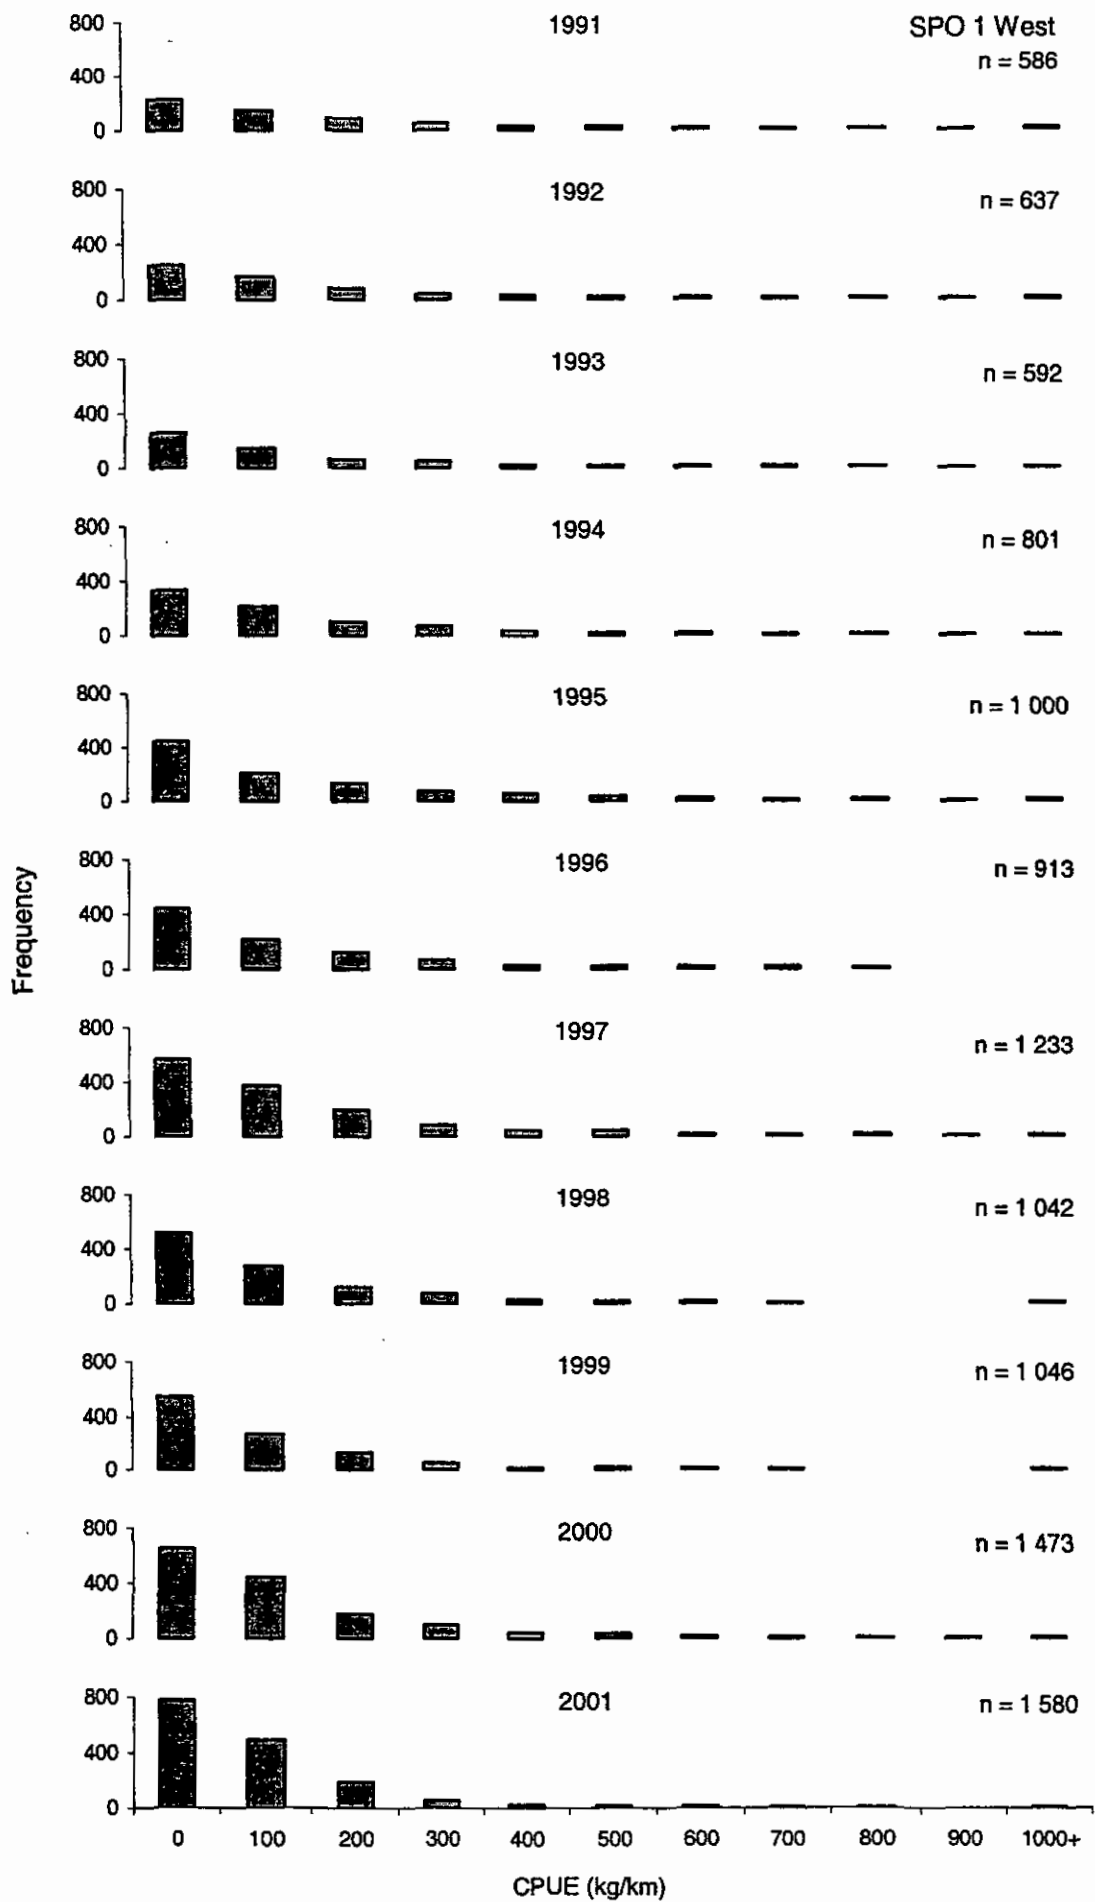 SPO 1 West
1991
n = 586
800
400
0
1992
n = 637
800
400
0
1993
n = 592
800
400
0
1994
n = 801
800
400
0
1995
n = 1 000
800
400
0
1996
n = 913
800
400
0
1997
n = 1 233
800
400
0
1998
n = 1 042
800
400
0
1999
n = 1 046
800
400
0
2000
n = 1 473
800
400
0
2001
n = 1 580
800
400
0
Frequency
0 100 200 300 400 500 600 700 800 900 1000+
CPUE (kg/km)